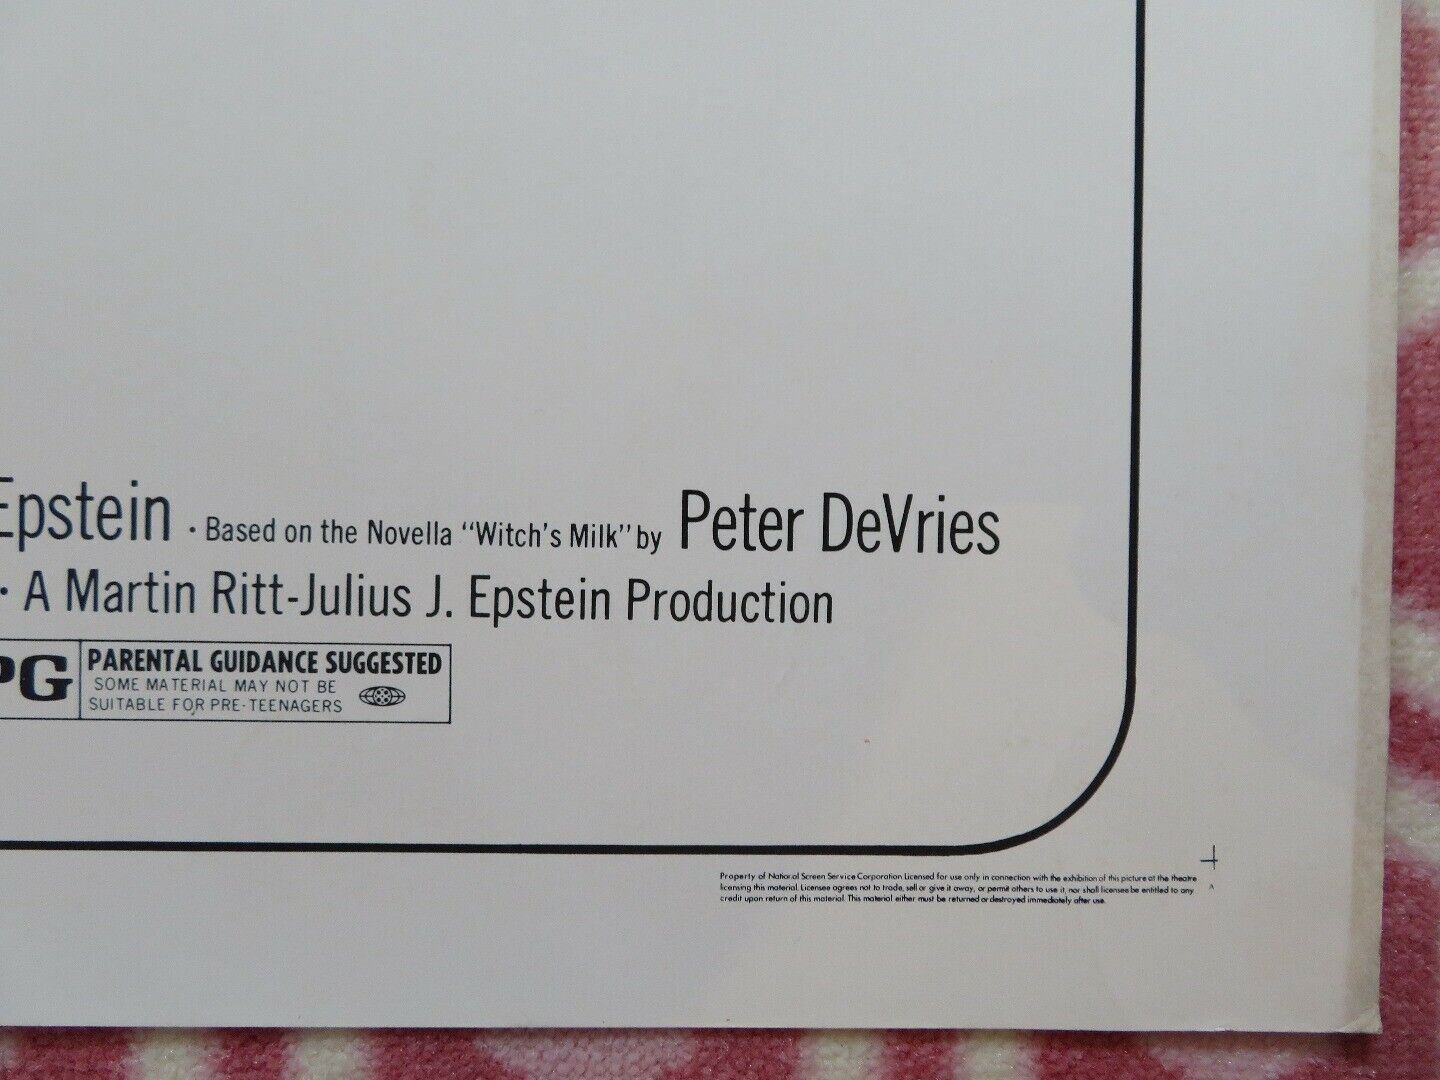 Epstein · Based on the Novella “Witch's Milk” by Peter DeVries
· A Martin Ritt-Julius J. Epstein Production
PG PARENTAL GUIDANCE SUGGESTED
SOME MATERIAL MAY NOT BE
SUITABLE FOR PRE-TEENAGERS
Property of National Screen Service Corporation Licensed for use only in connection with the exhibition of this picture at the theatre
licensing this material. Licensee agrees not to trade, sell or give it away, or permit others to use it, nor shall licensee be entitled to any
credit upon return of this material. This material either must be returned or destroyed immediately after use.